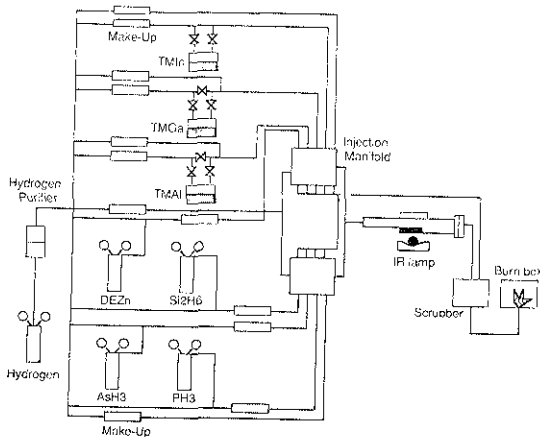 Make-Up
TMIn
TMGa
Injection
Manifold
TMAl
Hydrogen
Purifier
DEZn
Si2H6
IR lamp
Burn box
Scrubber
Hydrogen
AsH3
PH3
Make-Up